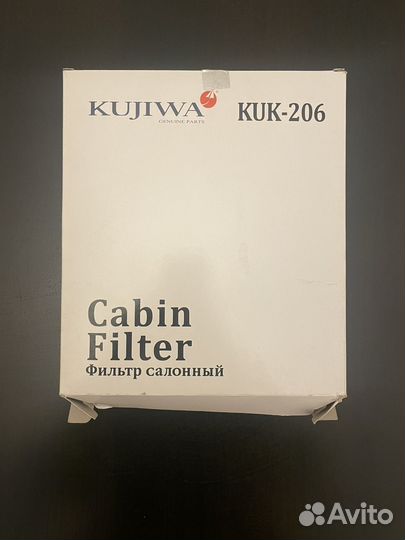 KUJIWA
GENUINE PARTS
KUK-206
Cabin
Filter
Фильтр салонный
Avito